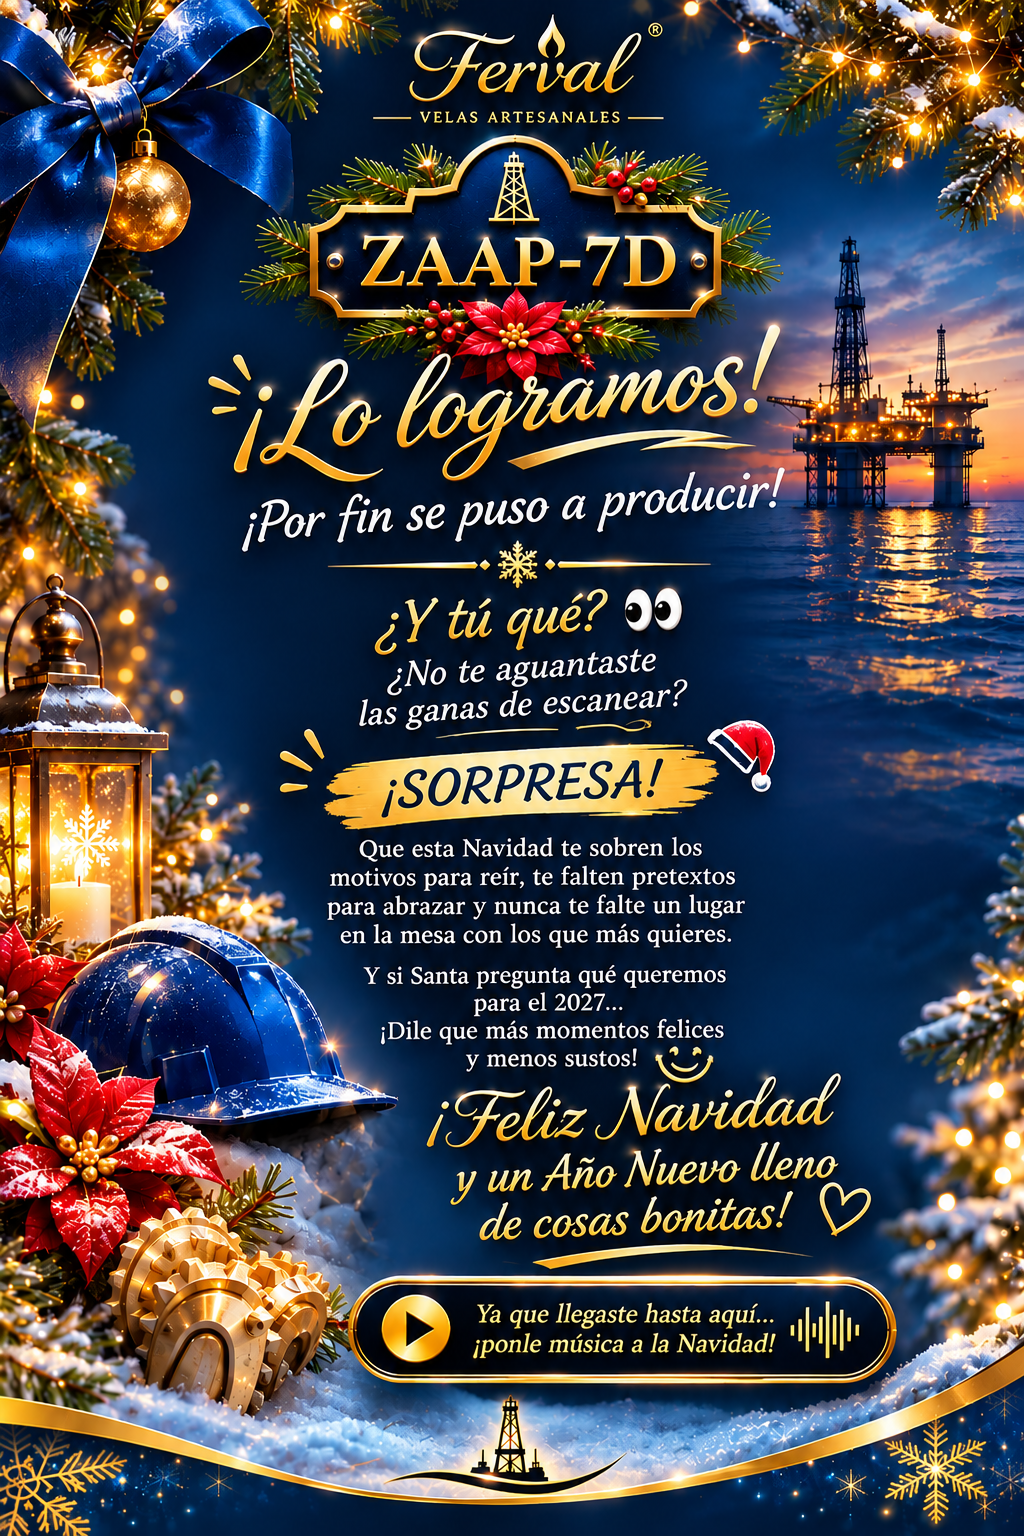 Ferval®
VELAS ARTESANALES
ZAAP-7D
¡Lo logramos!
¡Por fin se puso a producir!
¿Y tú qué? 👀
¿No te aguantaste
las ganas de escanear?
¡SORPRESA!
Que esta Navidad te sobren los
motivos para reír, te falten pretextos
para abrazar y nunca te falte un lugar
en la mesa con los que más quieres.
Y si Santa pregunta qué queremos
para el 2027...
¡Dile que más momentos felices
y menos sustos!
¡Feliz Navidad
y un Año Nuevo lleno
de cosas bonitas!
Ya que llegaste hasta aquí...
¡ponle música a la Navidad!